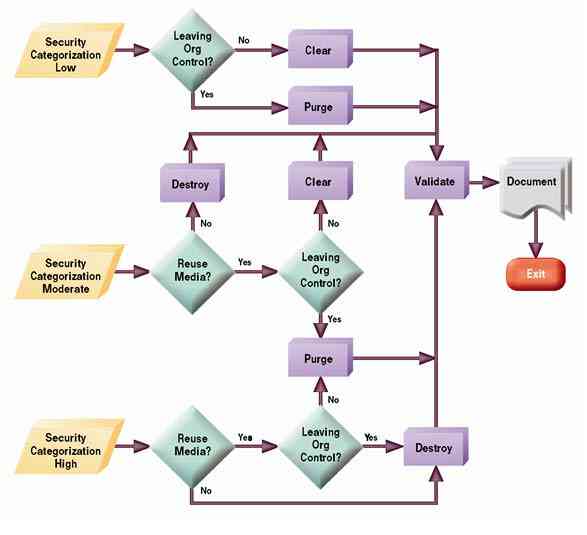 Security
Categorization
Low
Leaving
Org
Control?
No
Clear
Yes
Purge
Destroy
Clear
Validate
Document
No
No
Security
Categorization
Moderate
Reuse
Media?
Yes
Leaving
Org
Control?
Exit
Yes
Purge
No
Security
Categorization
High
Reuse
Media?
Yes
Leaving
Org
Control?
Yes
Destroy
No